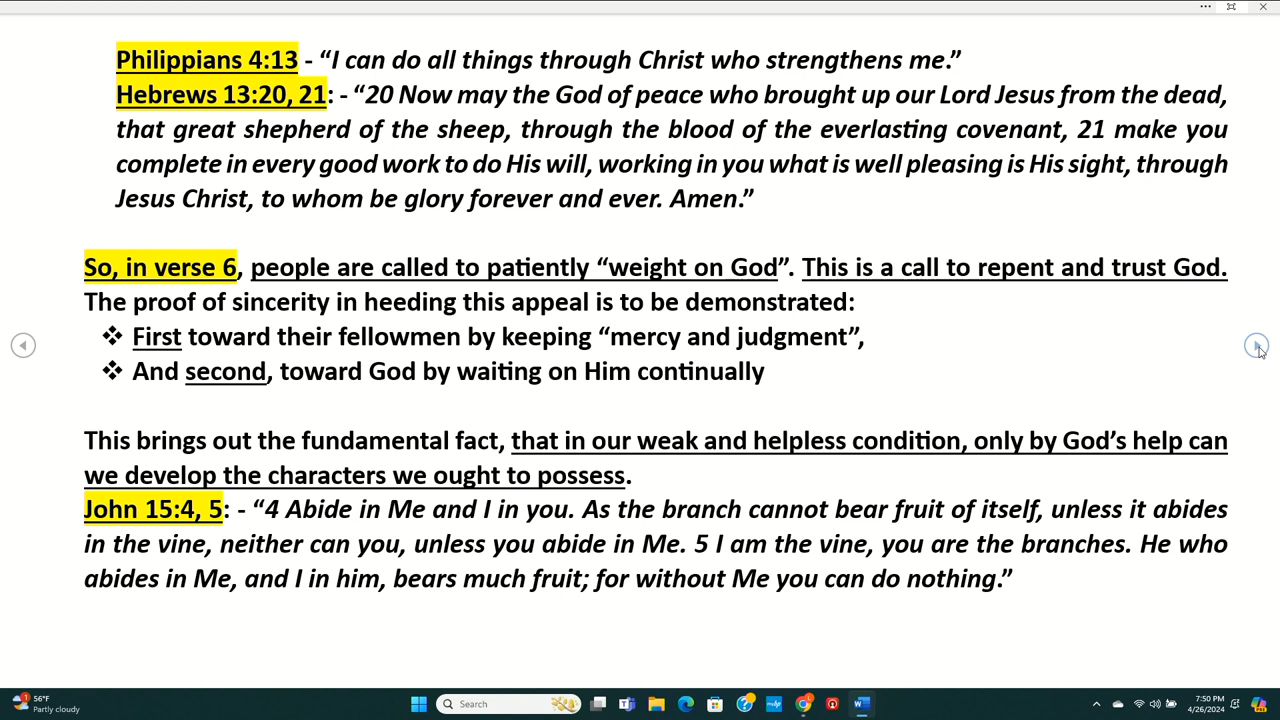 Philippians 4:13 - “I can do all things through Christ who strengthens me.”
Hebrews 13:20, 21: - “20 Now may the God of peace who brought up our Lord Jesus from the dead,
that great shepherd of the sheep, through the blood of the everlasting covenant, 21 make you
complete in every good work to do His will, working in you what is well pleasing is His sight, through
Jesus Christ, to whom be glory forever and ever. Amen.”
So, in verse 6, people are called to patiently “weight on God”. This is a call to repent and trust God.
The proof of sincerity in heeding this appeal is to be demonstrated:
❖ First toward their fellowmen by keeping “mercy and judgment”,
❖ And second, toward God by waiting on Him continually
This brings out the fundamental fact, that in our weak and helpless condition, only by God’s help can
we develop the characters we ought to possess.
John 15:4, 5: - “4 Abide in Me and I in you. As the branch cannot bear fruit of itself, unless it abides
in the vine, neither can you, unless you abide in Me. 5 I am the vine, you are the branches. He who
abides in Me, and I in him, bears much fruit; for without Me you can do nothing.”
56°F
Partly cloudy
Search
7:50 PM
4/26/2024